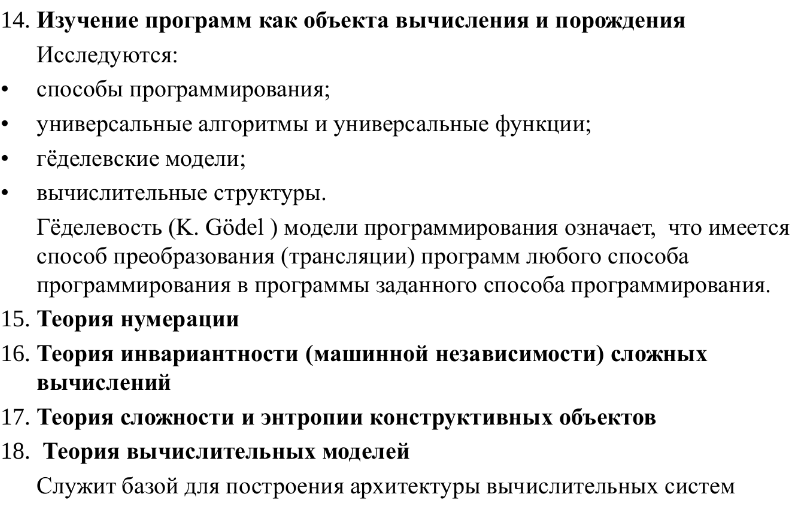 14. Изучение программ как объекта вычисления и порождения
Исследуются:
• способы программирования;
• универсальные алгоритмы и универсальные функции;
• гёделевские модели;
• вычислительные структуры.
Гёделевость (K. Gödel ) модели программирования означает, что имеется
способ преобразования (трансляции) программ любого способа
программирования в программы заданного способа программирования.
15. Теория нумерации
16. Теория инвариантности (машинной независимости) сложных
вычислений
17. Теория сложности и энтропии конструктивных объектов
18. Теория вычислительных моделей
Служит базой для построения архитектуры вычислительных систем